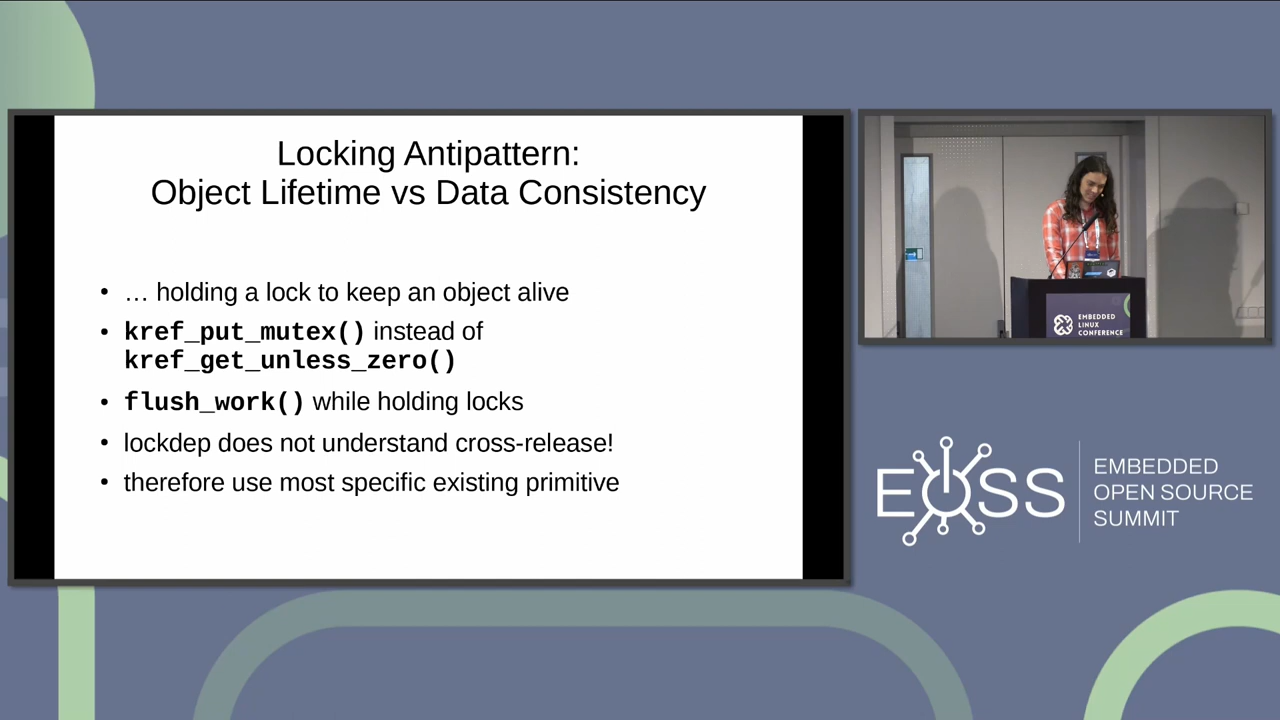 Locking Antipattern:
Object Lifetime vs Data Consistency
• … holding a lock to keep an object alive
• kref_put_mutex() instead of
kref_get_unless_zero()
• flush_work() while holding locks
• lockdep does not understand cross-release!
• therefore use most specific existing primitive
EMBEDDED
LINUX
CONFERENCE
EOSS
EMBEDDED
OPEN SOURCE
SUMMIT